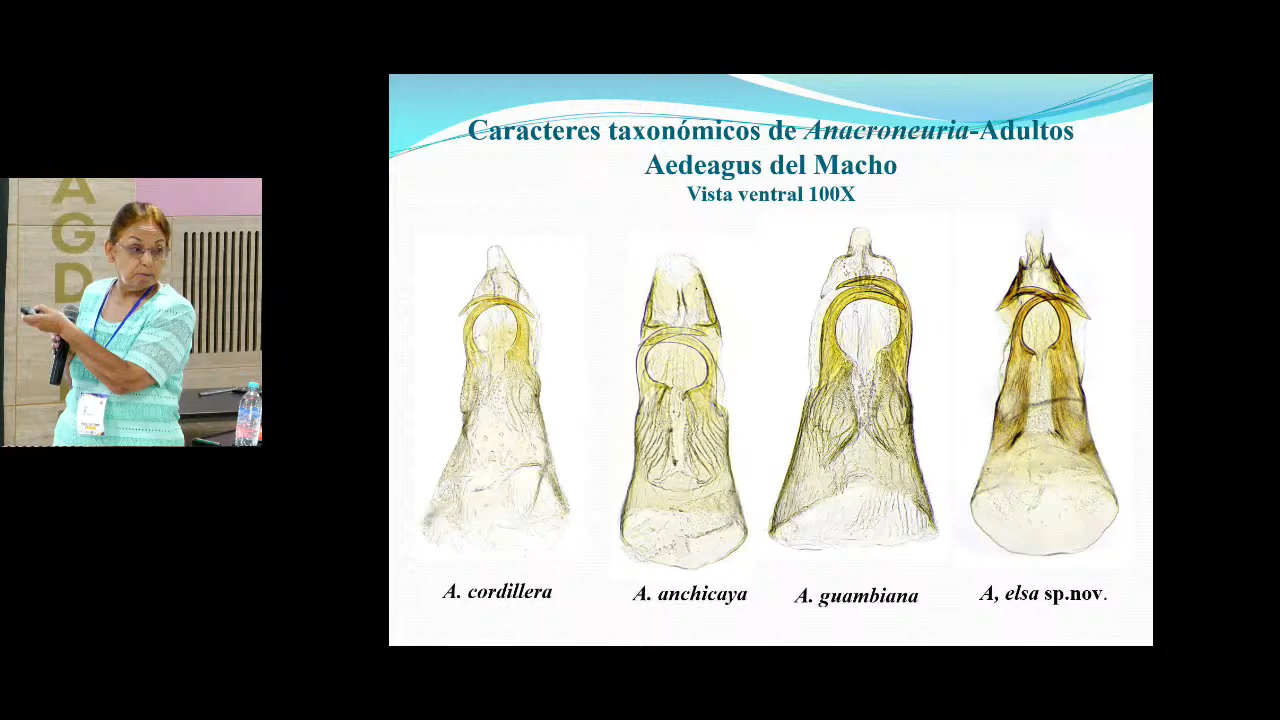 Caracteres taxonómicos de Anacroneuria-Adultos
Aedeagus del Macho
Vista ventral 100X
A. cordillera
A. anchicaya
A. guambiana
A, elsa sp.nov.
A
G
D